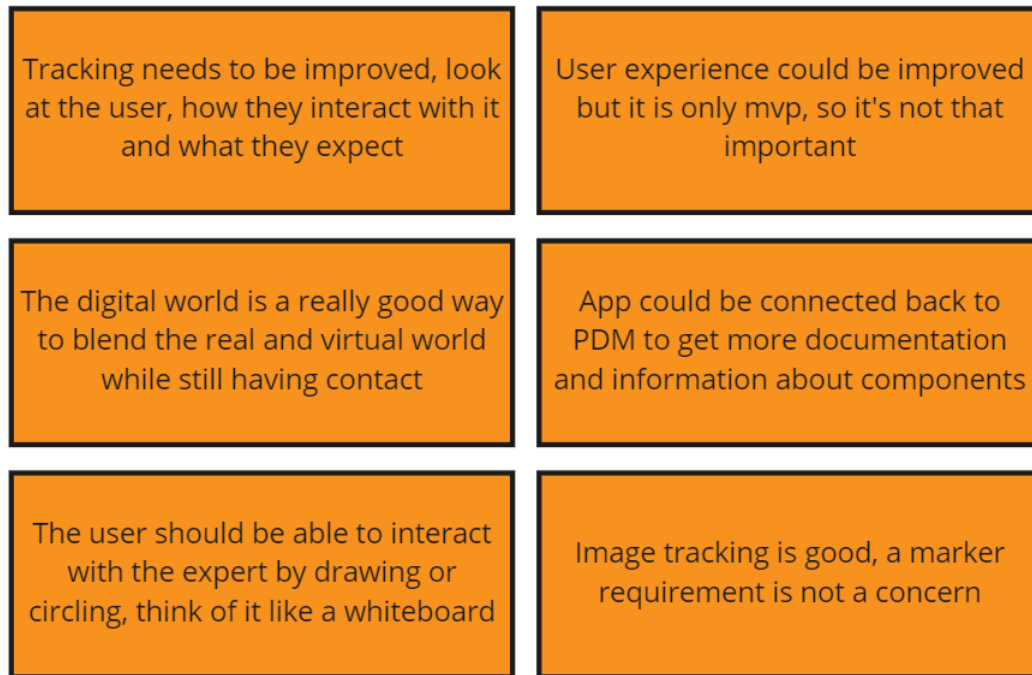 Tracking needs to be improved, look
at the user, how they interact with it
and what they expect
User experience could be improved
but it is only mvp, so it's not that
important
The digital world is a really good way
to blend the real and virtual world
while still having contact
App could be connected back to
PDM to get more documentation
and information about components
The user should be able to interact
with the expert by drawing or
circling, think of it like a whiteboard
Image tracking is good, a marker
requirement is not a concern